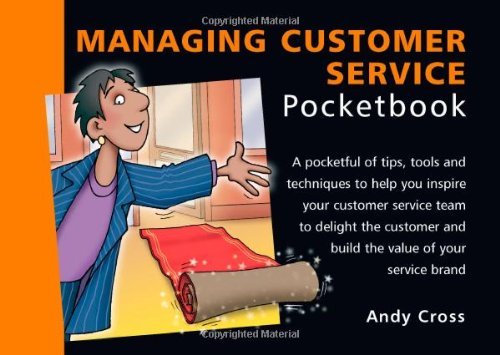 Copyrighted Material
MANAGING CUSTOMER
SERVICE
Pocketbook
A pocketful of tips, tools and
techniques to help you inspire
your customer service team
to delight the customer and
build the value of your
service brand
Andy Cross
Copyrighted Material